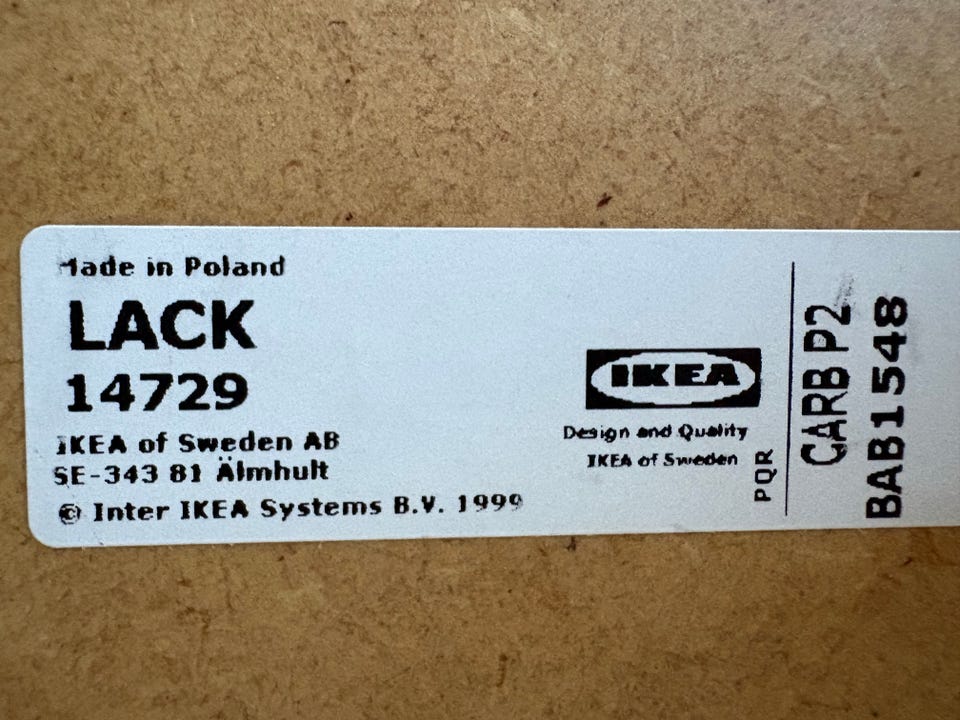 Made in Poland
LACK
14729
IKEA of Sweden AB
SE-343 81 Älmhult
© Inter IKEA Systems B.V. 1999
IKEA
Design and Quality
IKEA of Sweden
PQR
CARB P2
BAB1548